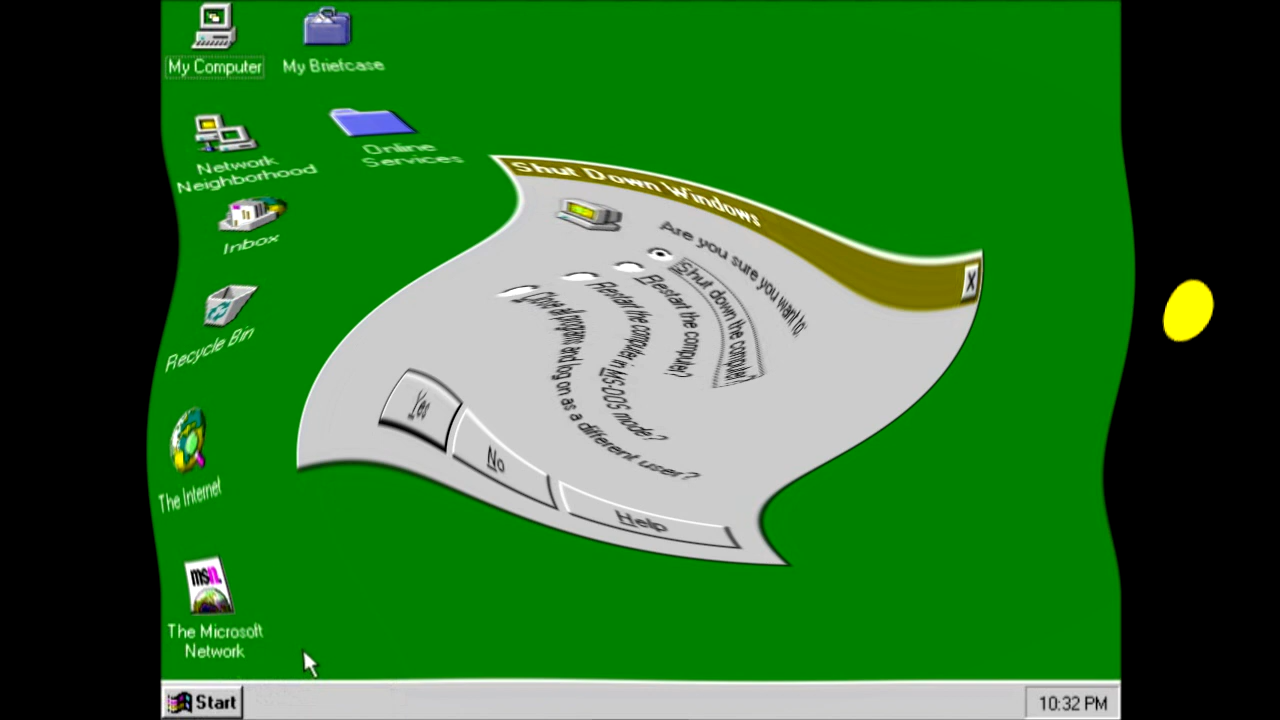 My Computer
My Briefcase
Network
Neighborhood
Online
Services
Inbox
Recycle Bin
The Internet
msn.
The Microsoft
Network
Shut Down Windows
X
Are you sure you want to:
Shut down the computer?
Restart the computer?
Restart the computer in MS-DOS mode?
Close all programs and log on as a different user?
Yes
No
Help
Start
10:32 PM